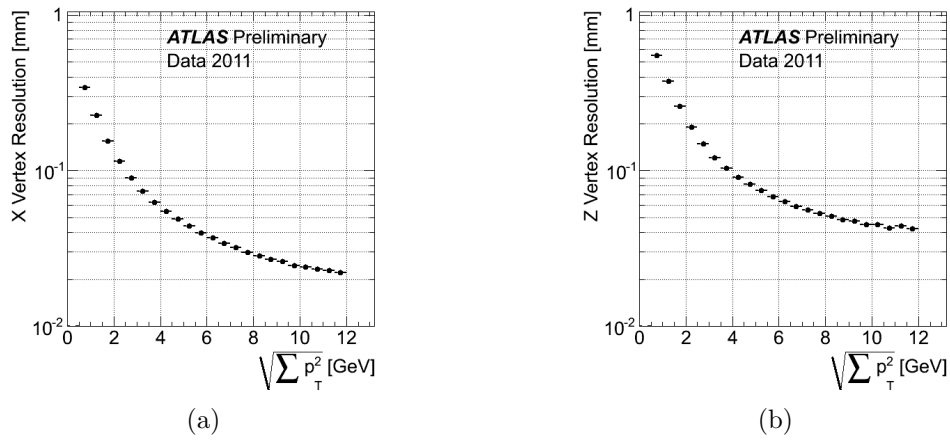 X Vertex Resolution [mm]
1
10⁻¹
10⁻²
ATLAS Preliminary
Data 2011
0 2 4 6 8 10 12
√∑ p_T² [GeV]
(a)
Z Vertex Resolution [mm]
1
10⁻¹
10⁻²
ATLAS Preliminary
Data 2011
0 2 4 6 8 10 12
√∑ p_T² [GeV]
(b)